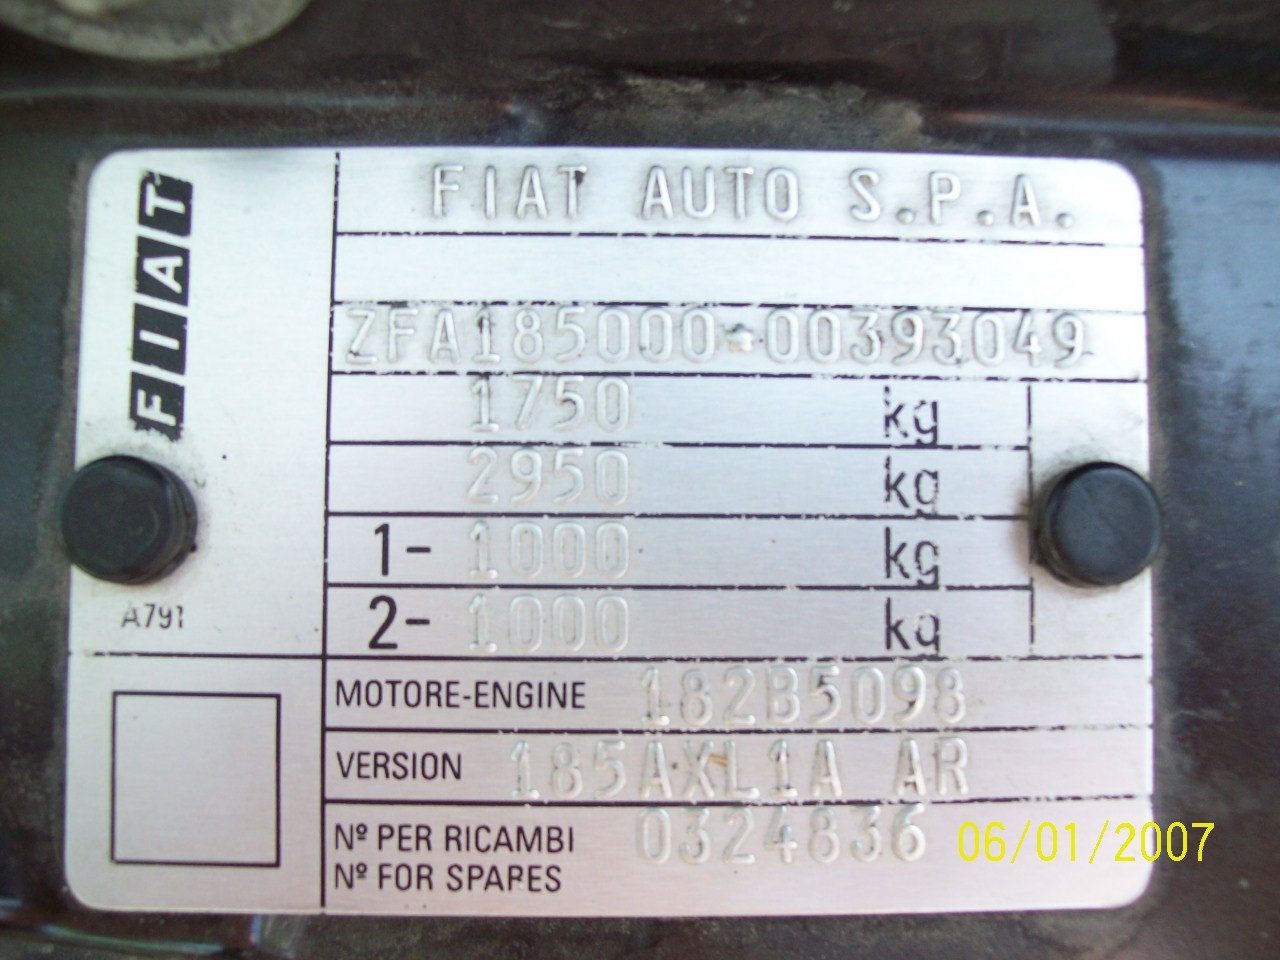 FIAT
FIAT AUTO S.P.A.
ZFA185000*00393049
1750 kg
2950 kg
1- 1000 kg
2- 1000 kg
A791
MOTORE-ENGINE 182B5098
VERSION 185AXL1A AR
Nº PER RICAMBI 0324836
Nº FOR SPARES
06/01/2007